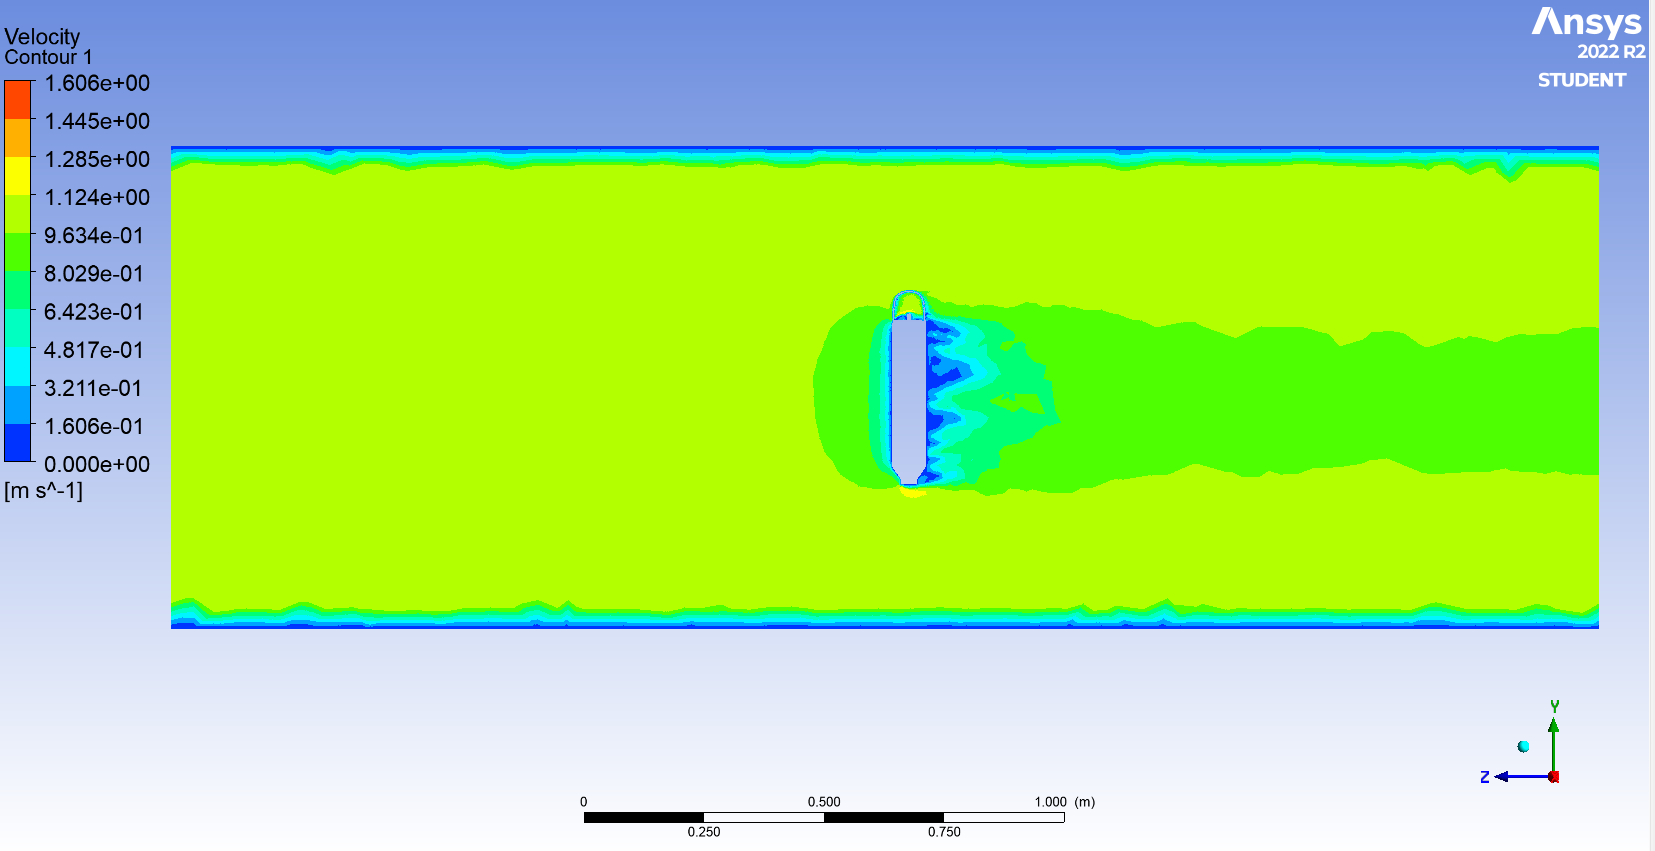 Velocity
Contour 1
1.606e+00
1.445e+00
1.285e+00
1.124e+00
9.634e-01
8.029e-01
6.423e-01
4.817e-01
3.211e-01
1.606e-01
0.000e+00
[m s^-1]
Ansys
2022 R2
STUDENT
Y
Z
0 0.500 1.000 (m)
0.250 0.750